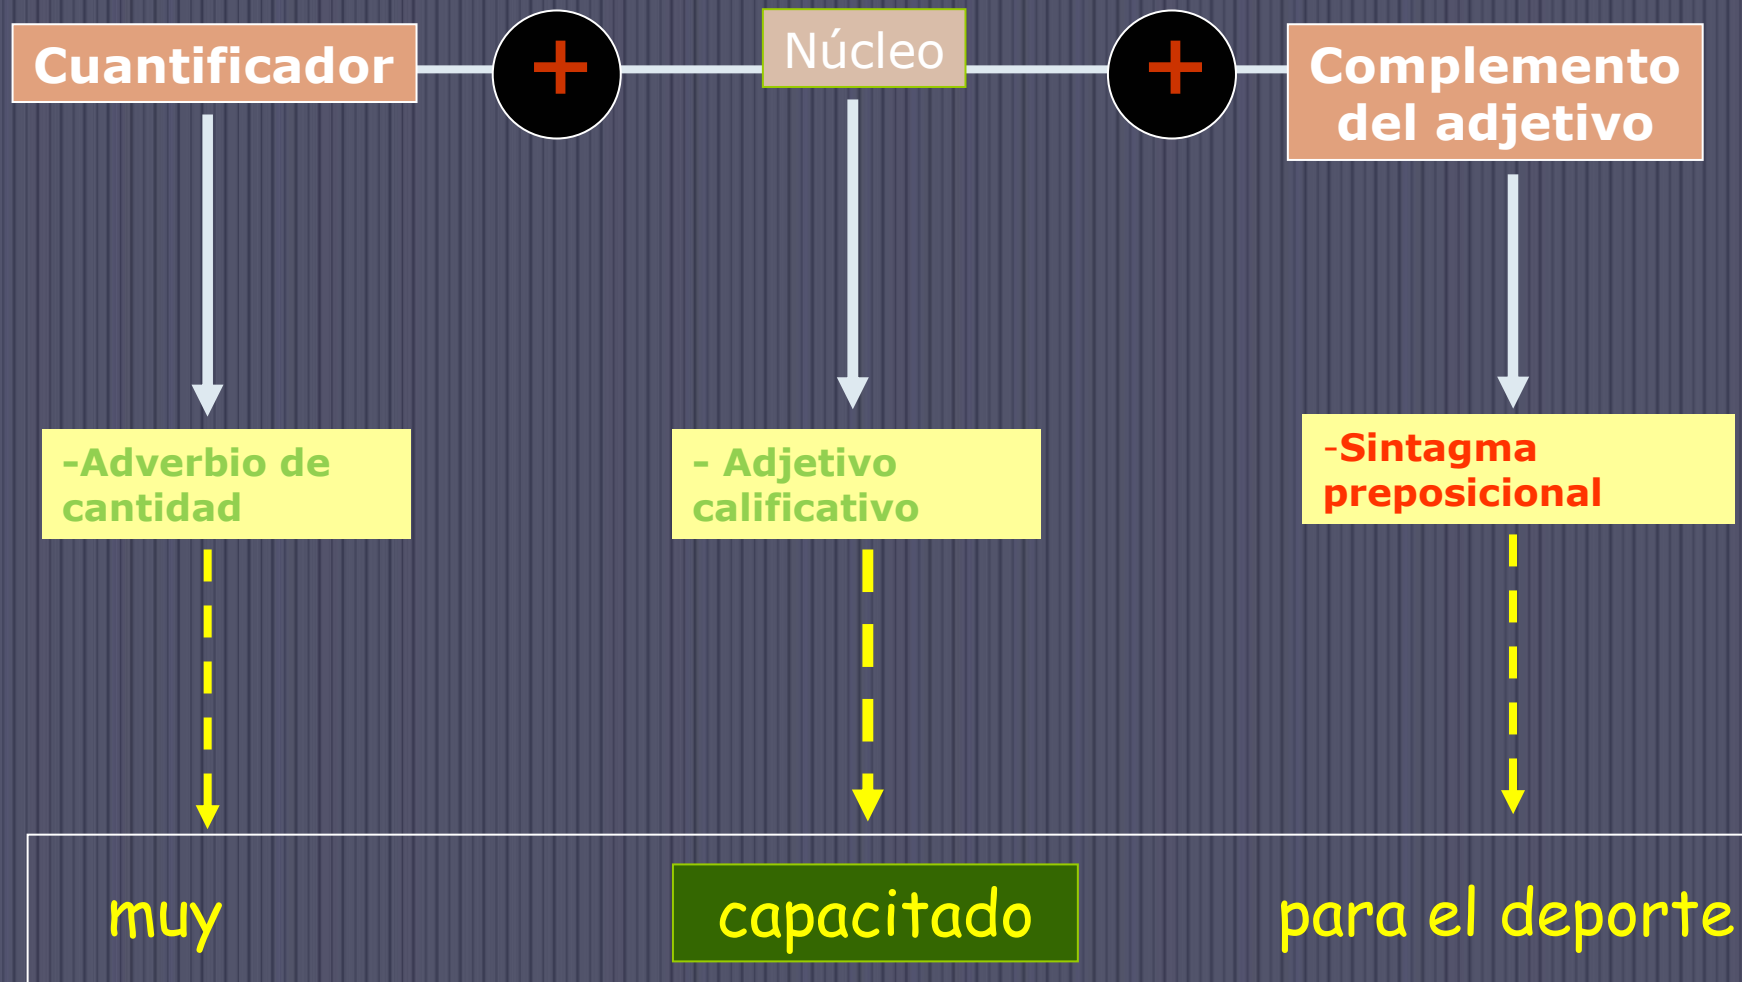 Cuantificador
+
Núcleo
+
Complemento
del adjetivo
-Adverbio de
cantidad
- Adjetivo
calificativo
-Sintagma
preposicional
muy
capacitado
para el deporte